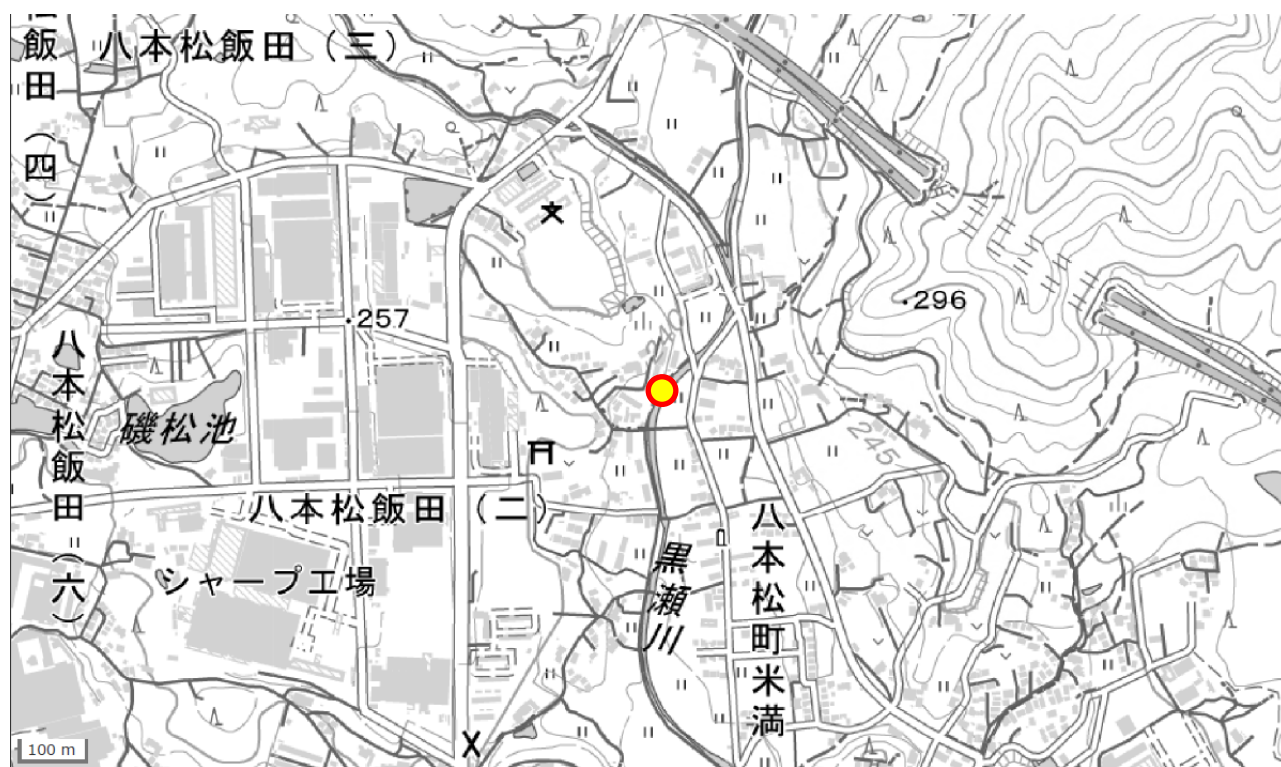 松飯田(四)
八本松飯田(三)
296
257
八本松飯田(六)
磯松池
245
八本松飯田(二)
シャープ工場
黒瀬川
八本松町米満
100 m